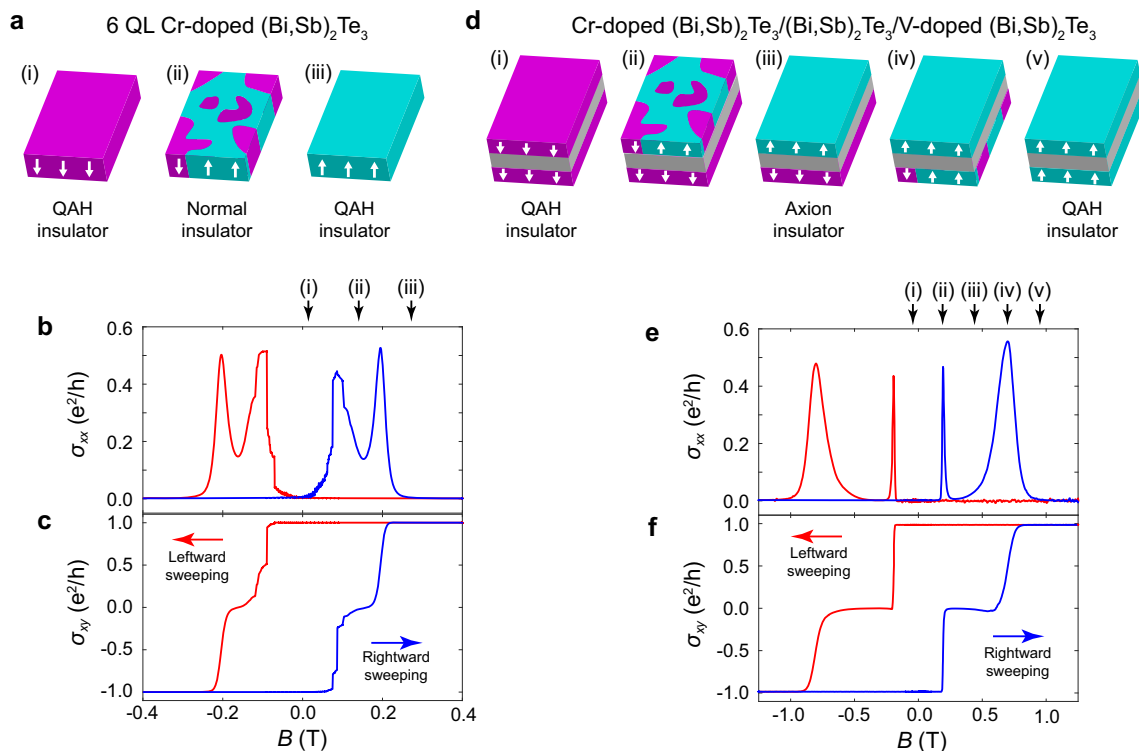 a
6 QL Cr-doped (Bi,Sb)₂Te₃
(i)
(ii)
(iii)
QAH
insulator
Normal
insulator
QAH
insulator
(i)
(ii)
(iii)
b
σxx (e²/h)
0.6
0.4
0.2
0.0
c
σxy (e²/h)
1.0
0.5
0.0
-0.5
-1.0
Leftward
sweeping
Rightward
sweeping
-0.4
-0.2
0.0
0.2
0.4
B (T)
d
Cr-doped (Bi,Sb)₂Te₃/(Bi,Sb)₂Te₃/V-doped (Bi,Sb)₂Te₃
(i)
(ii)
(iii)
(iv)
(v)
QAH
insulator
Axion
insulator
QAH
insulator
(i)
(ii)
(iii)
(iv)
(v)
e
σxx (e²/h)
0.6
0.4
0.2
0.0
f
σxy (e²/h)
1.0
0.5
0.0
-0.5
-1.0
Leftward
sweeping
Rightward
sweeping
-1.0
-0.5
0.0
0.5
1.0
B (T)